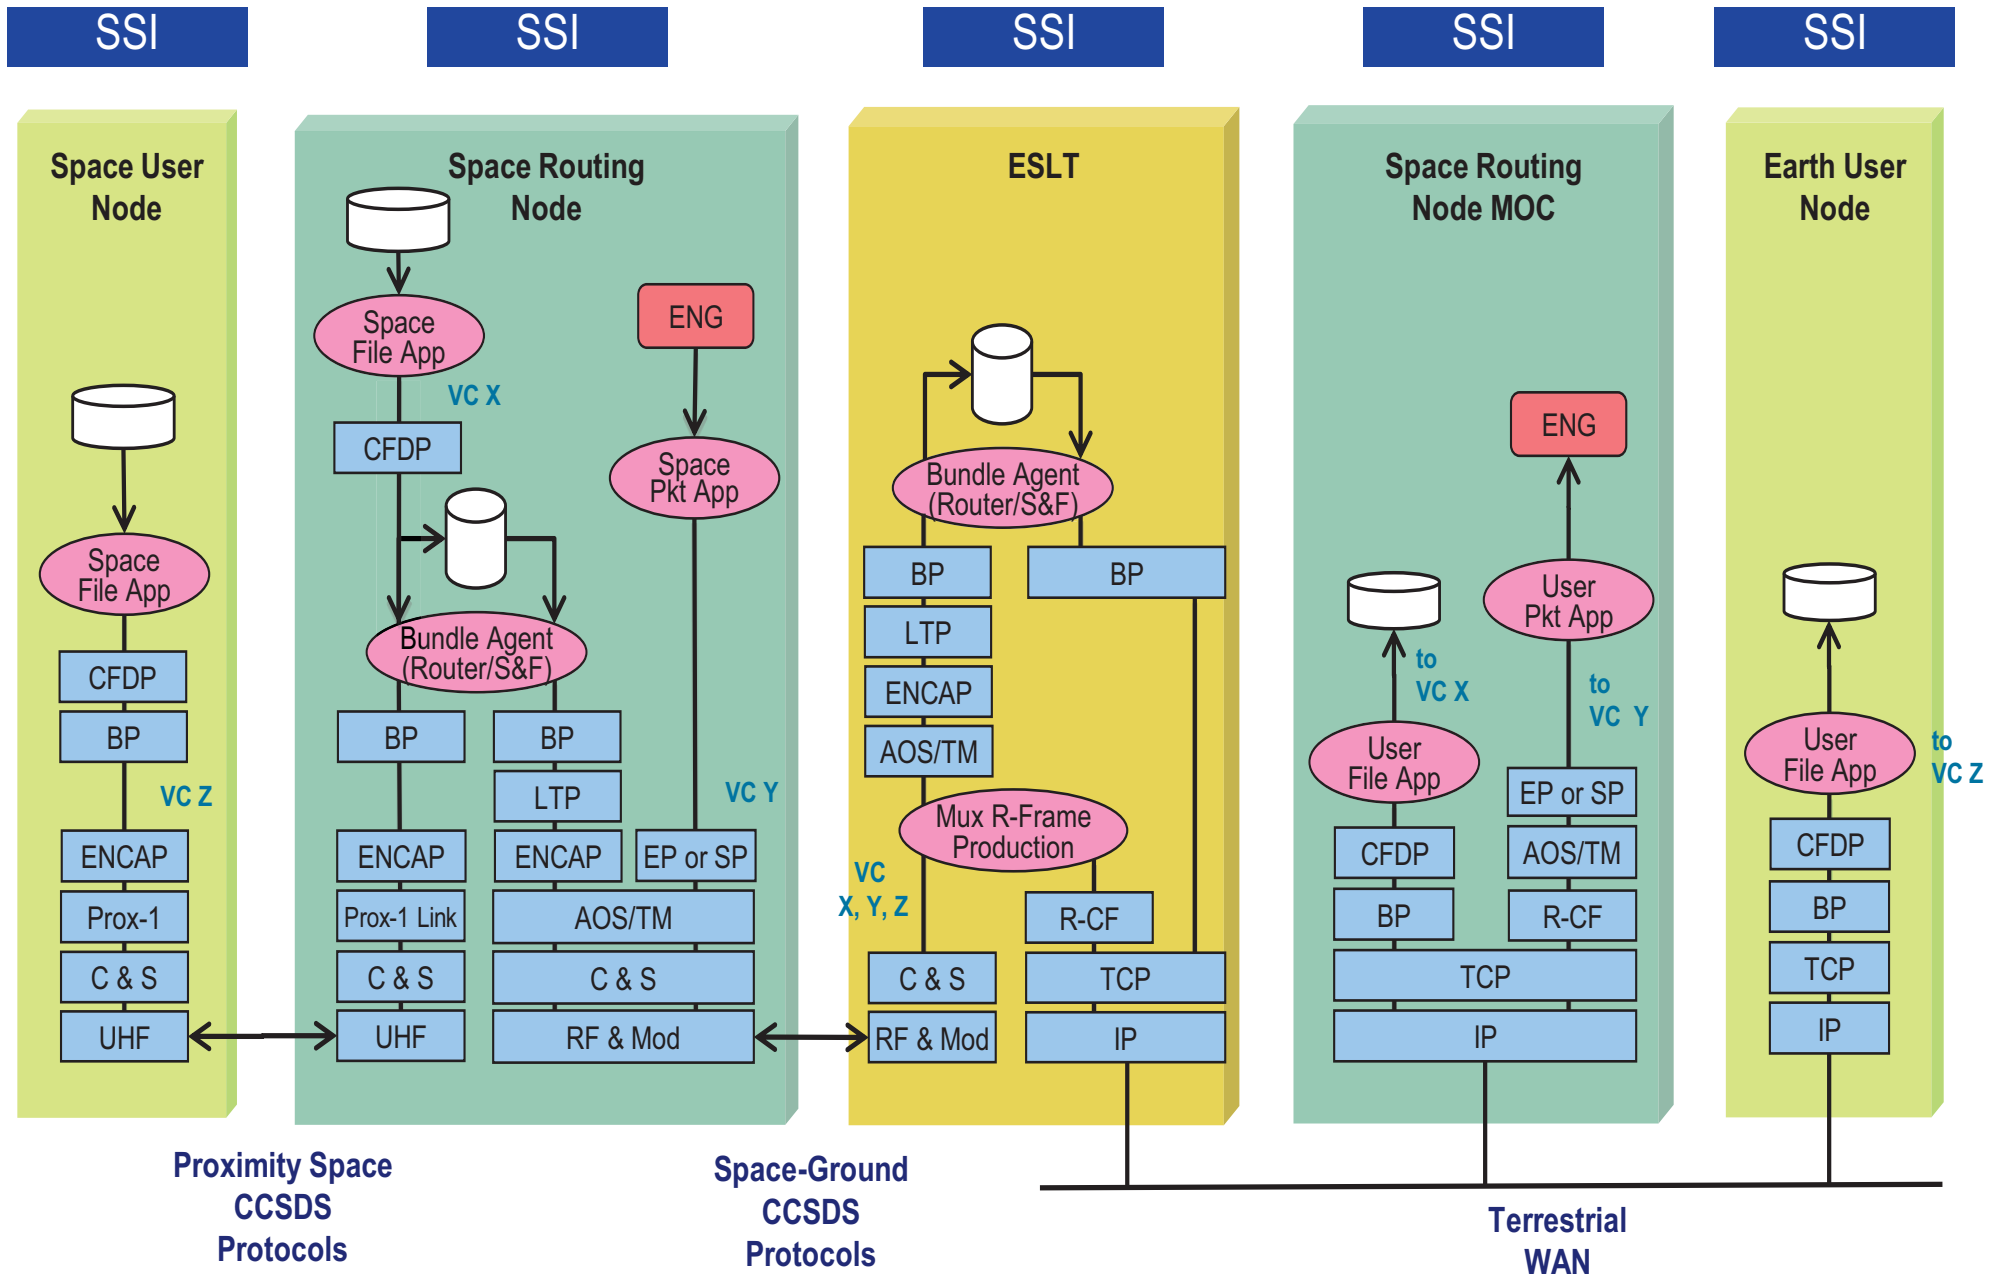 SSI
SSI
SSI
SSI
SSI
Space User
Node
Space
File App
CFDP
BP
VC Z
ENCAP
Prox-1
C & S
UHF
Space Routing
Node
Space
File App
VC X
CFDP
ENG
Space
Pkt App
Bundle Agent
(Router/S&F)
BP
BP
LTP
VC Y
ENCAP
ENCAP
EP or SP
Prox-1 Link
AOS/TM
C & S
C & S
UHF
RF & Mod
ESLT
Bundle Agent
(Router/S&F)
BP
BP
LTP
ENCAP
AOS/TM
Mux R-Frame
Production
VC
X, Y, Z
R-CF
C & S
TCP
RF & Mod
IP
Space Routing
Node MOC
ENG
User
Pkt App
to
VC X
to
VC Y
User
File App
EP or SP
CFDP
AOS/TM
BP
R-CF
TCP
IP
Earth User
Node
User
File App
to
VC Z
CFDP
BP
TCP
IP
Proximity Space
CCSDS
Protocols
Space-Ground
CCSDS
Protocols
Terrestrial
WAN